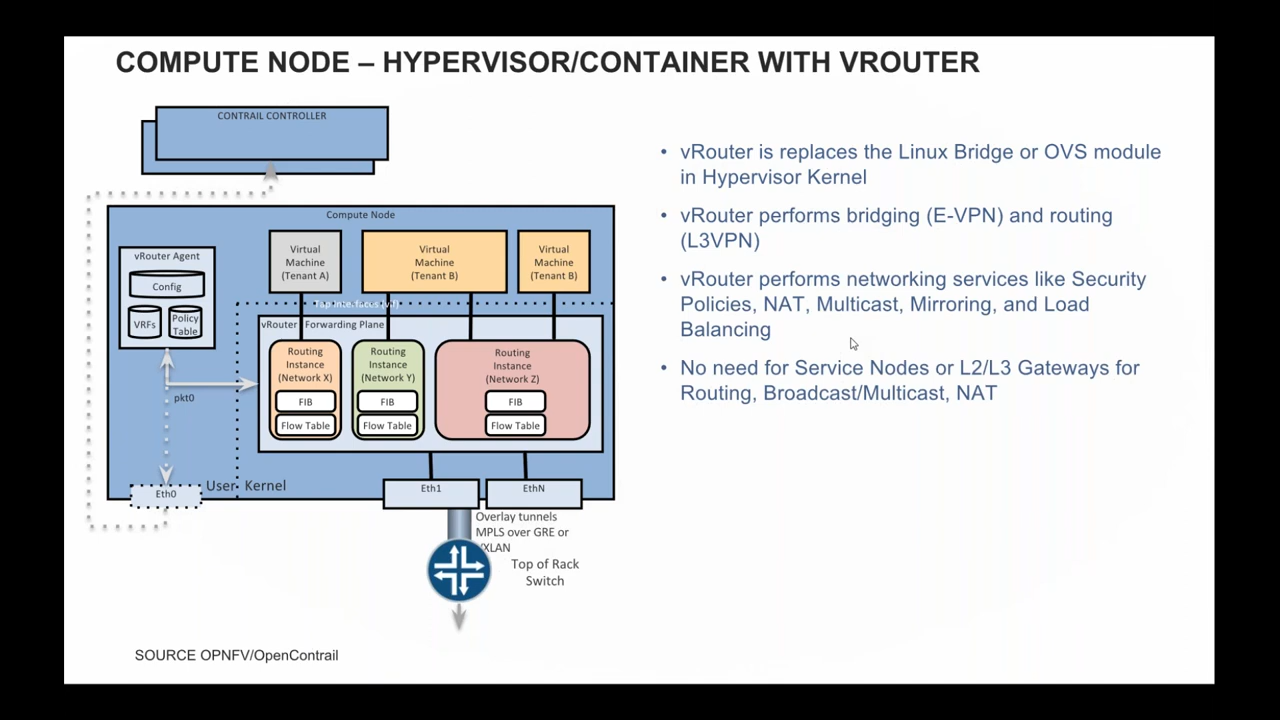 COMPUTE NODE – HYPERVISOR/CONTAINER WITH VROUTER
CONTRAIL CONTROLLER
Compute Node
vRouter Agent
Config
VRFs
Policy
Table
Virtual
Machine
(Tenant A)
Virtual
Machine
(Tenant B)
Virtual
Machine
(Tenant B)
Tap Interfaces (vif)
vRouter Forwarding Plane
Routing
Instance
(Network X)
FIB
Flow Table
Routing
Instance
(Network Y)
FIB
Flow Table
Routing
Instance
(Network Z)
FIB
Flow Table
pkt0
Eth0
User
Kernel
Eth1
EthN
Overlay tunnels
MPLS over GRE or
VXLAN
Top of Rack
Switch
• vRouter is replaces the Linux Bridge or OVS module
in Hypervisor Kernel
• vRouter performs bridging (E-VPN) and routing
(L3VPN)
• vRouter performs networking services like Security
Policies, NAT, Multicast, Mirroring, and Load
Balancing
• No need for Service Nodes or L2/L3 Gateways for
Routing, Broadcast/Multicast, NAT
SOURCE OPNFV/OpenContrail